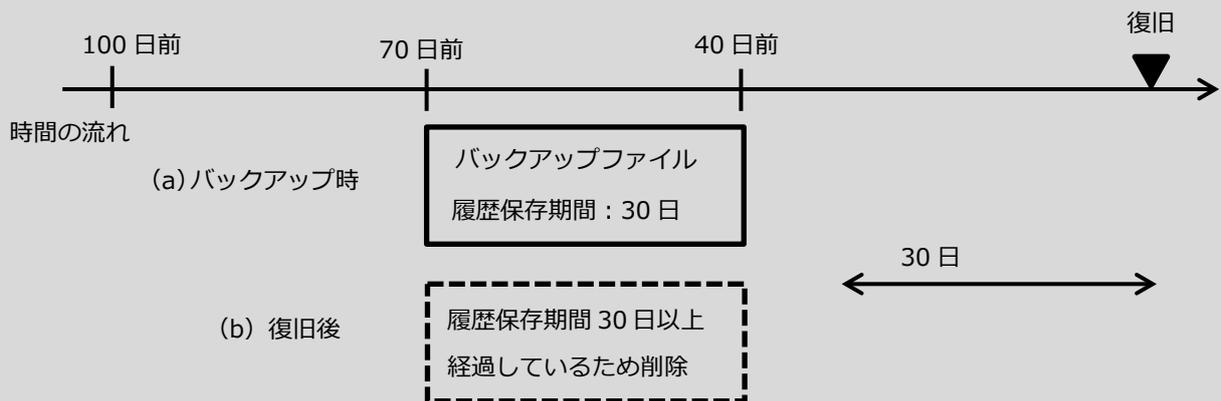 復旧
100 日前
70 日前
40 日前
時間の流れ
(a)バックアップ時
バックアップファイル
履歴保存期間：30 日
30 日
(b) 復旧後
履歴保存期間 30 日以上
経過しているため削除